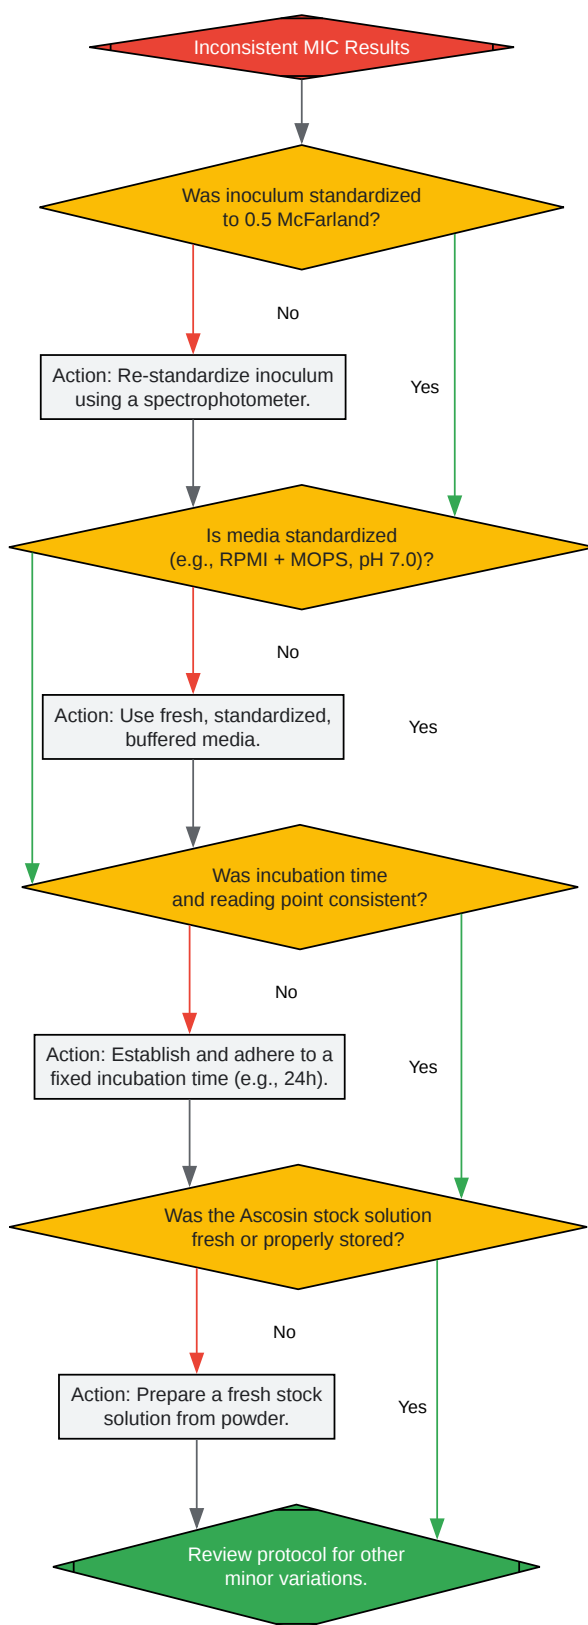 Inconsistent MIC Results
Was inoculum standardized
to 0.5 McFarland?
No
Action: Re-standardize inoculum
using a spectrophotometer.
Yes
Is media standardized
(e.g., RPMI + MOPS, pH 7.0)?
No
Action: Use fresh, standardized,
buffered media.
Yes
Was incubation time
and reading point consistent?
No
Action: Establish and adhere to a
fixed incubation time (e.g., 24h).
Yes
Was the Ascosin stock solution
fresh or properly stored?
No
Action: Prepare a fresh stock
solution from powder.
Yes
Review protocol for other
minor variations.